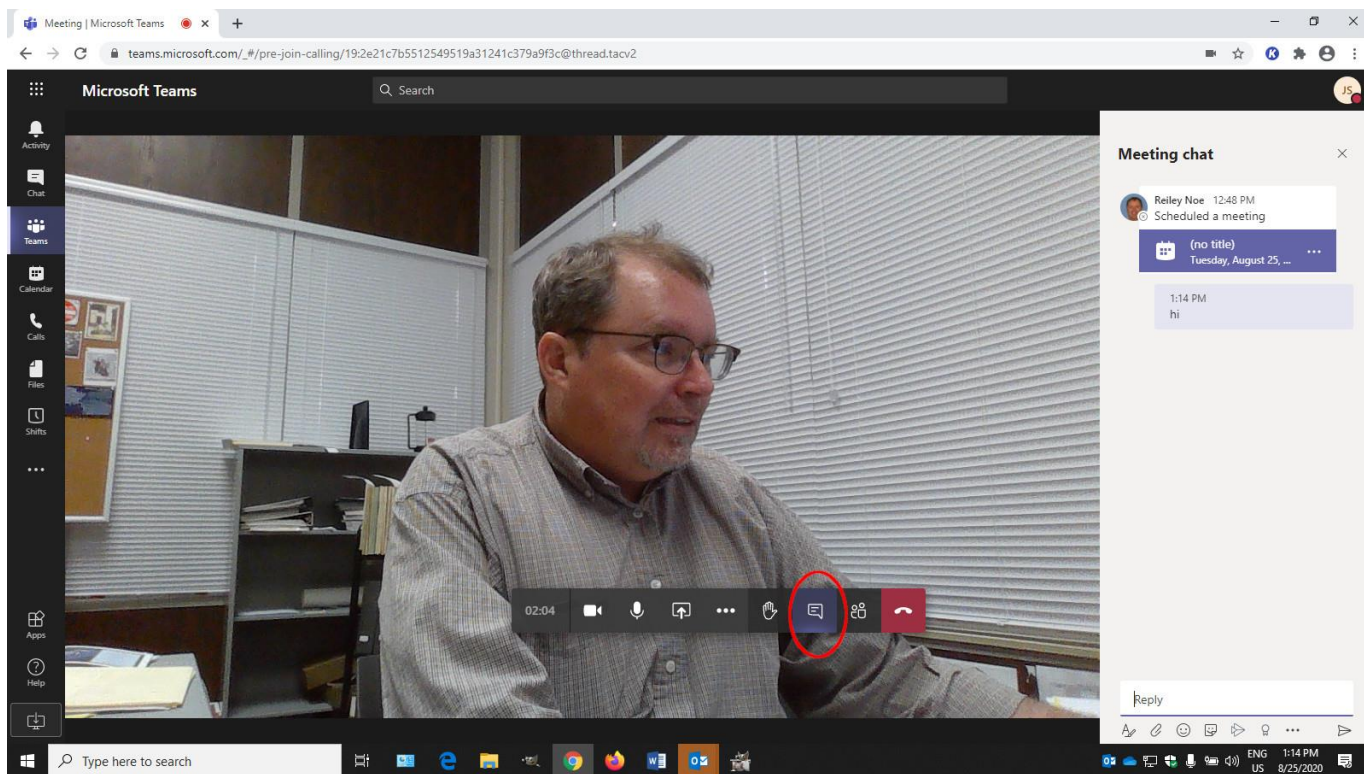 Meeting | Microsoft Teams
teams.microsoft.com/_#/pre-join-calling/19:2e21c7b5512549519a31241c379a9f3c@thread.tacv2
Microsoft Teams
Search
JS
Activity
Chat
Teams
Calendar
Calls
Files
Shifts
Apps
Help
02:04
Meeting chat
Reiley Noe 12:48 PM
Scheduled a meeting
(no title)
Tuesday, August 25, ...
1:14 PM
hi
Reply
Type here to search
ENG
US
1:14 PM
8/25/2020